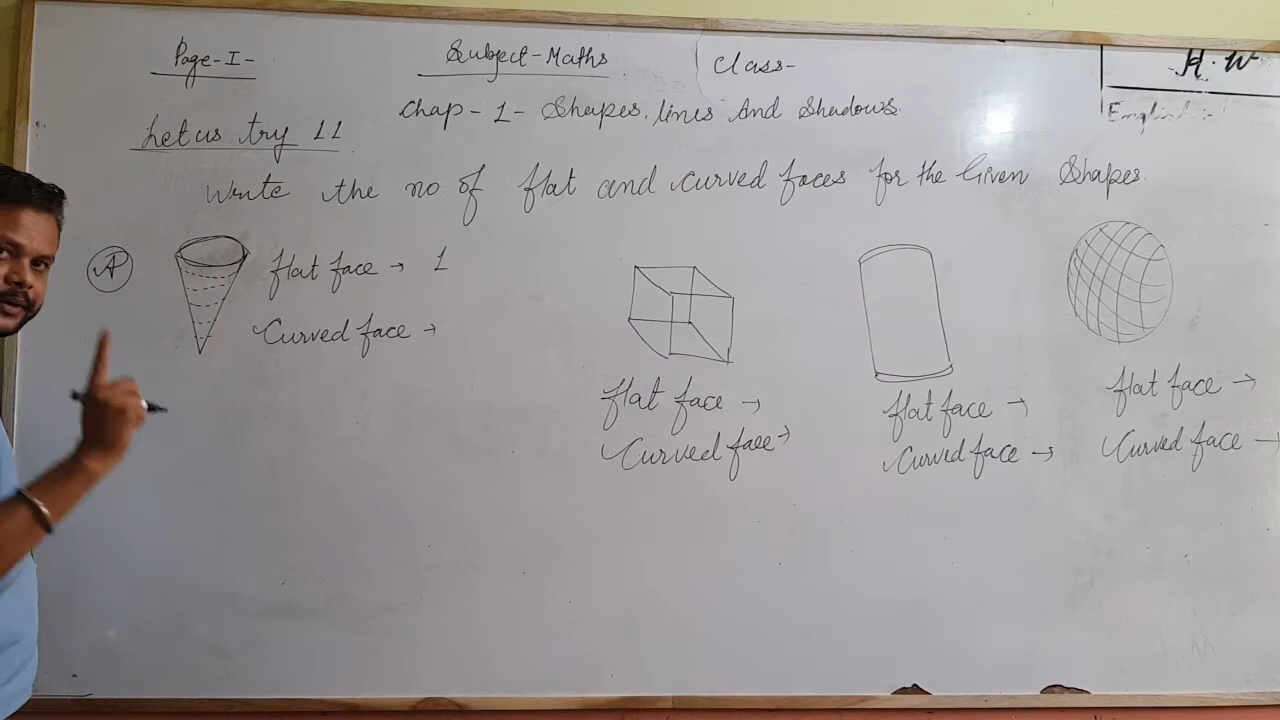 Page-I-
Subject-Maths
Class-
H.W
English:-
Chap-1-Shapes, lines And Shadows.
Let us try 1.1
Write the no. of flat and curved faces for the Given Shapes.
A
Flat face → 1
Curved face →
Flat face →
Curved face →
Flat face →
Curved face →
Flat face →
Curved face →